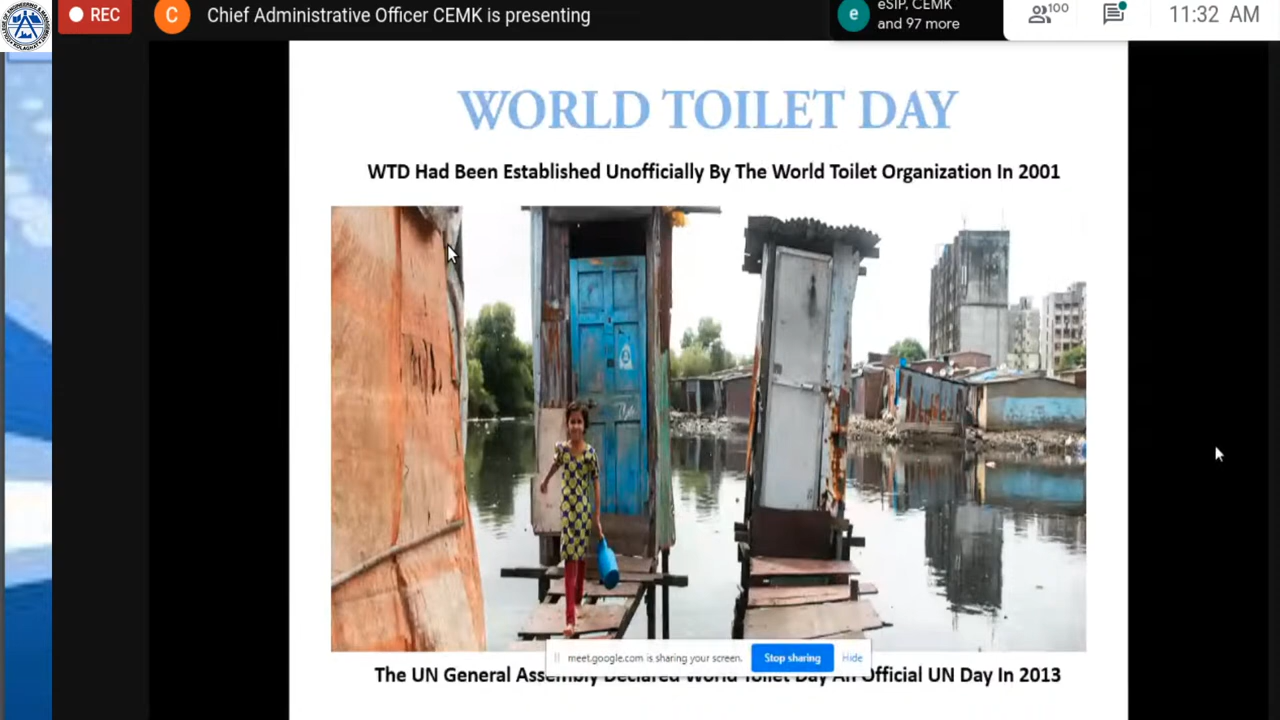 REC
C
Chief Administrative Officer CEMK is presenting
e
eSIP, CEMK
and 97 more
100
11:32 AM
WORLD TOILET DAY
WTD Had Been Established Unofficially By The World Toilet Organization In 2001
meet.google.com is sharing your screen.
Stop sharing
Hide
The UN General Assembly Declared World Toilet Day An Official UN Day In 2013